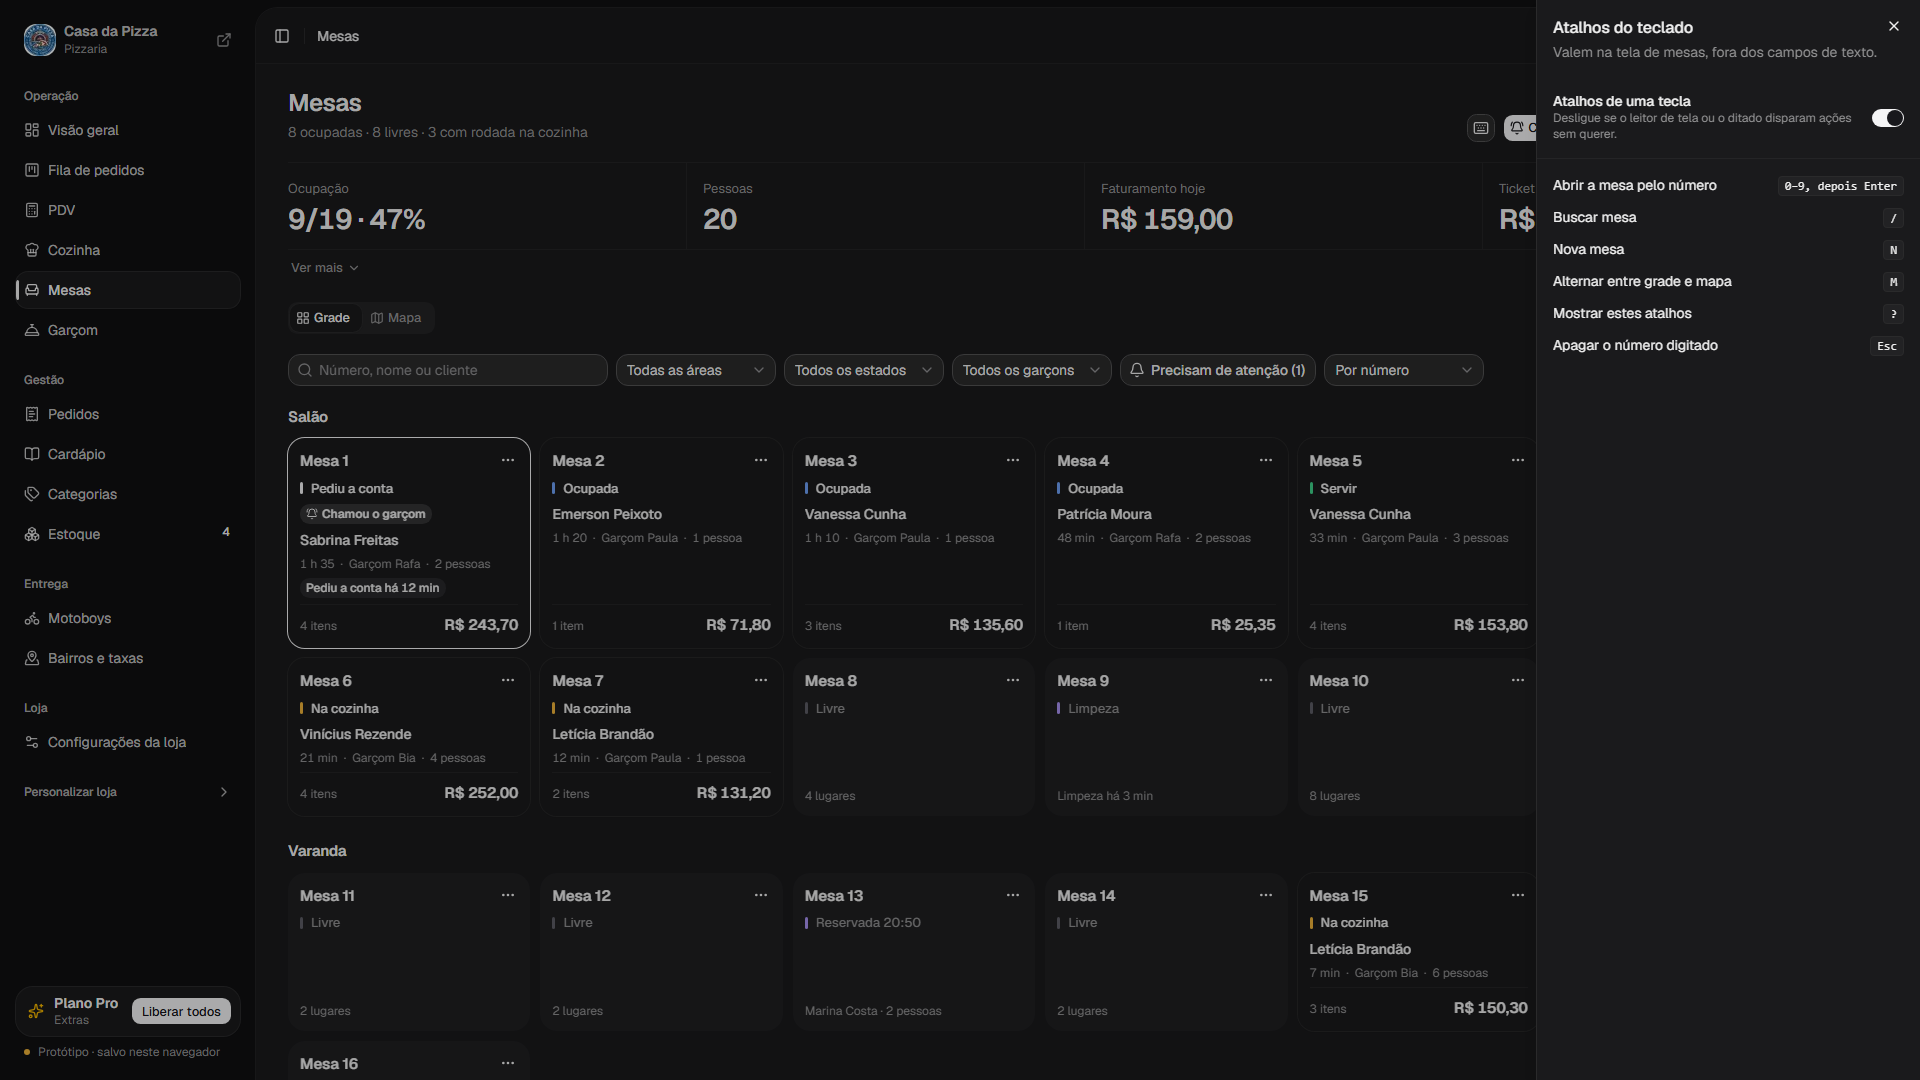 Casa da Pizza
Pizzaria
Operação
Visão geral
Fila de pedidos
PDV
Cozinha
Mesas
Garçom
Gestão
Pedidos
Cardápio
Categorias
Estoque 4
Entrega
Motoboys
Bairros e taxas
Loja
Configurações da loja
Personalizar loja
Plano Pro
Extras
Liberar todos
Protótipo · salvo neste navegador
Mesas
Mesas
8 ocupadas · 8 livres · 3 com rodada na cozinha
Ocupação
9/19 · 47%
Pessoas
20
Faturamento hoje
R$ 159,00
Ticket
R$
Ver mais
Grade Mapa
Número, nome ou cliente
Todas as áreas
Todos os estados
Todos os garçons
Precisam de atenção (1)
Por número
Salão
Mesa 1
Pediu a conta
Chamou o garçom
Sabrina Freitas
1 h 35 · Garçom Rafa · 2 pessoas
Pediu a conta há 12 min
4 itens R$ 243,70
Mesa 2
Ocupada
Emerson Peixoto
1 h 20 · Garçom Paula · 1 pessoa
1 item R$ 71,80
Mesa 3
Ocupada
Vanessa Cunha
1 h 10 · Garçom Paula · 1 pessoa
3 itens R$ 135,60
Mesa 4
Ocupada
Patrícia Moura
48 min · Garçom Rafa · 2 pessoas
1 item R$ 25,35
Mesa 5
Servir
Vanessa Cunha
33 min · Garçom Paula · 3 pessoas
4 itens R$ 153,80
Mesa 6
Na cozinha
Vinícius Rezende
21 min · Garçom Bia · 4 pessoas
4 itens R$ 252,00
Mesa 7
Na cozinha
Letícia Brandão
12 min · Garçom Paula · 1 pessoa
2 itens R$ 131,20
Mesa 8
Livre
4 lugares
Mesa 9
Limpeza
Limpeza há 3 min
Mesa 10
Livre
8 lugares
Varanda
Mesa 11
Livre
2 lugares
Mesa 12
Livre
2 lugares
Mesa 13
Reservada 20:50
Marina Costa · 2 pessoas
Mesa 14
Livre
2 lugares
Mesa 15
Na cozinha
Letícia Brandão
7 min · Garçom Bia · 6 pessoas
3 itens R$ 150,30
Mesa 16
Atalhos do teclado
Valem na tela de mesas, fora dos campos de texto.
Atalhos de uma tecla
Desligue se o leitor de tela ou o ditado disparam ações
sem querer.
Abrir a mesa pelo número 0–9, depois Enter
Buscar mesa /
Nova mesa N
Alternar entre grade e mapa M
Mostrar estes atalhos ?
Apagar o número digitado Esc